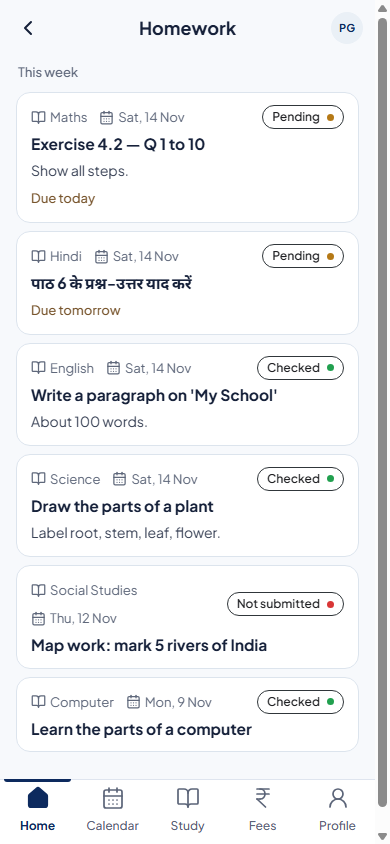 Homework
PG
This week
Maths Sat, 14 Nov Pending
Exercise 4.2 — Q 1 to 10
Show all steps.
Due today
Hindi Sat, 14 Nov Pending
पाठ 6 के प्रश्न-उत्तर याद करें
Due tomorrow
English Sat, 14 Nov Checked
Write a paragraph on 'My School'
About 100 words.
Science Sat, 14 Nov Checked
Draw the parts of a plant
Label root, stem, leaf, flower.
Social Studies
Not submitted
Thu, 12 Nov
Map work: mark 5 rivers of India
Computer Mon, 9 Nov Checked
Learn the parts of a computer
Home Calendar Study Fees Profile